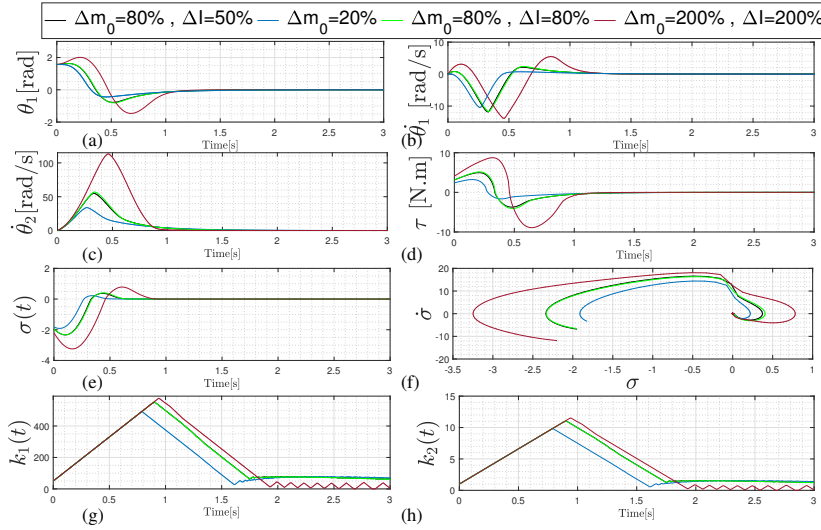 Δm₀=80% , ΔI=50% Δm₀=20% Δm₀=80% , ΔI=80% Δm₀=200% , ΔI=200%
θ₁[rad]
2
0
-2
0 0.5 1 1.5 2 2.5 3
(a)
Time[s]
θ̇₁ [rad/s]
0
-10
0 0.5 1 1.5 2 2.5 3
(b)
Time[s]
θ̇₂[rad/s]
100
50
0
0 0.5 1 1.5 2 2.5 3
(c)
Time[s]
τ [N.m]
10
0
-10
0 0.5 1 1.5 2 2.5 3
(d)
Time[s]
σ(t)
2
0
-2
-4
0 0.5 1 1.5 2 2.5 3
(e)
Time[s]
σ̇
20
10
0
-10
-20
-3.5 -3 -2.5 -2 -1.5 -1 -0.5 0 0.5 1
(f)
σ
k₁(t)
400
200
0
0 0.5 1 1.5 2 2.5 3
(g)
Time[s]
k₂(t)
15
10
5
0
0 0.5 1 1.5 2 2.5 3
(h)
Time[s]